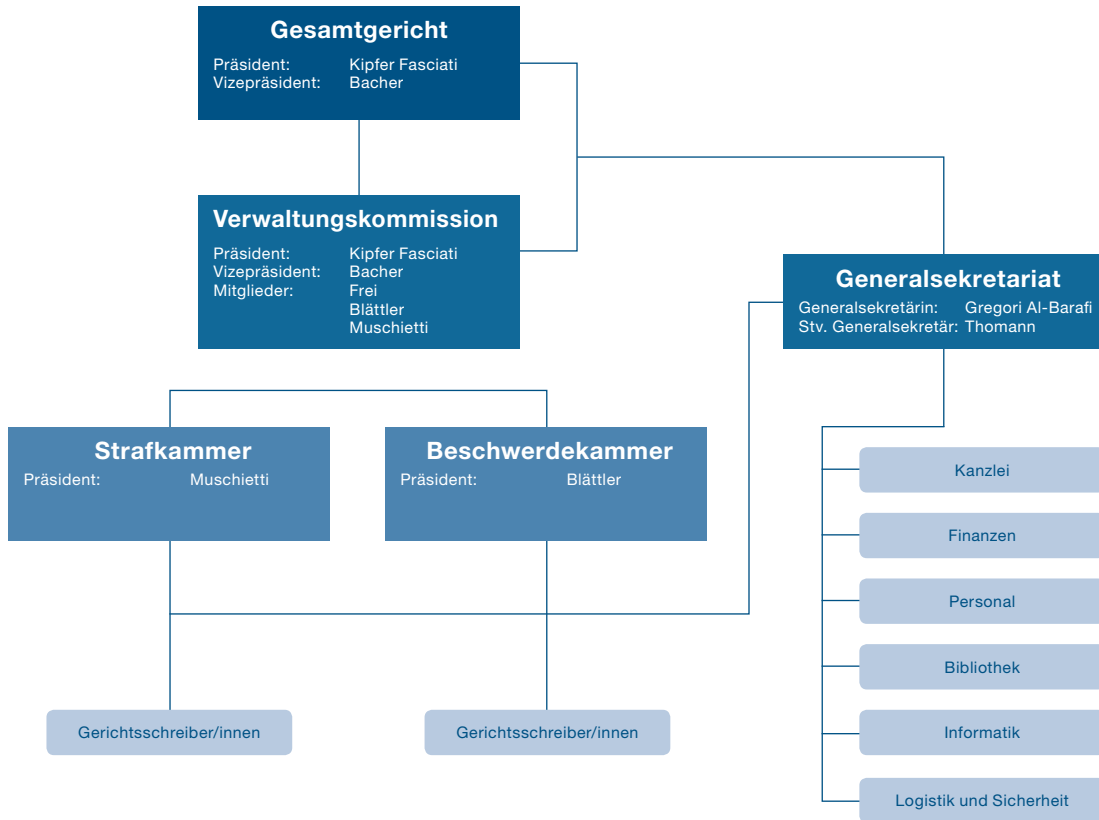 Gesamtgericht
Präsident: Kipfer Fasciati
Vizepräsident: Bacher
Verwaltungskommission
Präsident: Kipfer Fasciati
Vizepräsident: Bacher
Mitglieder: Frei
Blättler
Muschietti
Generalsekretariat
Generalsekretärin: Gregori Al-Barafi
Stv. Generalsekretär: Thomann
Strafkammer
Präsident: Muschietti
Beschwerdekammer
Präsident: Blättler
Kanzlei
Finanzen
Personal
Bibliothek
Informatik
Logistik und Sicherheit
Gerichtsschreiber/innen
Gerichtsschreiber/innen